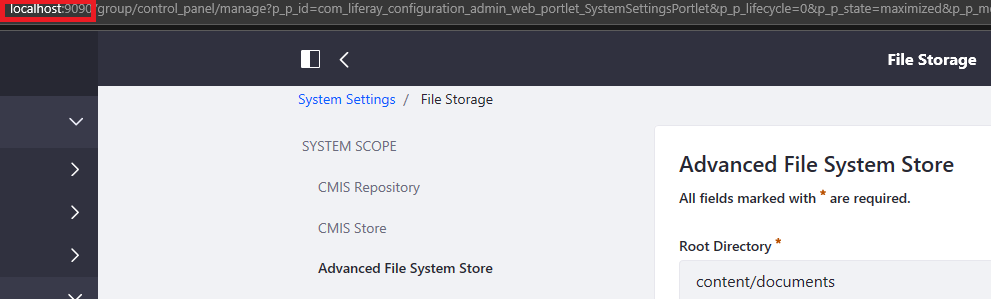 localhost:9090/group/control_panel/manage?p_p_id=com_liferay_configuration_admin_web_portlet_SystemSettingsPortlet&p_p_lifecycle=0&p_p_state=maximized&p_p_m
File Storage
System Settings / File Storage
SYSTEM SCOPE
CMIS Repository
CMIS Store
Advanced File System Store
Advanced File System Store
All fields marked with * are required.
Root Directory *
content/documents